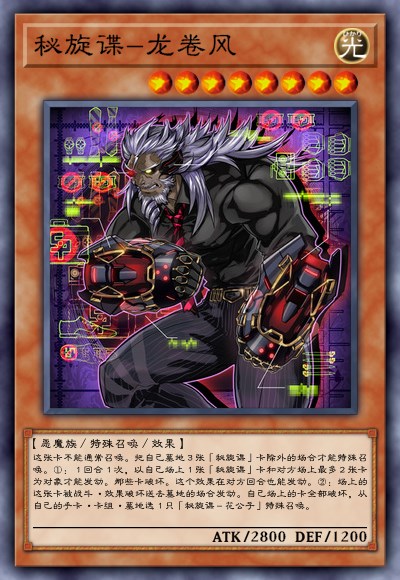 秘旋谍-龙卷风
光
【恶魔族／特殊召唤／效果】
这张卡不能通常召唤。把自己墓地3张「秘旋谍」卡除外的场合才能特殊召
唤。①：1回合1次，以自己场上1张「秘旋谍」卡和对方场上最多2张卡
为对象才能发动。那些卡破坏。这个效果在对方回合也能发动。②：场上的
这张卡被战斗·效果破坏送去墓地的场合发动。自己场上的卡全部破坏，从
自己的手卡·卡组·墓地选1只「秘旋谍-花公子」特殊召唤。
ATK/2800 DEF/1200